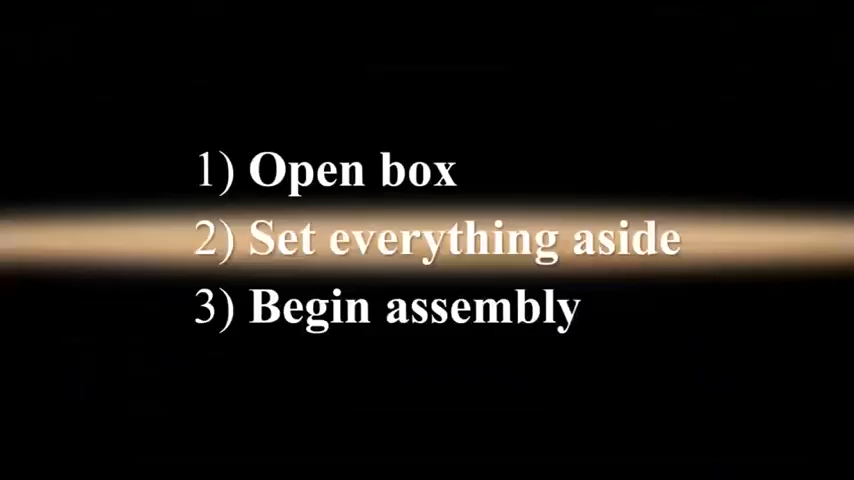 1) Open box
2) Set everything aside
3) Begin assembly